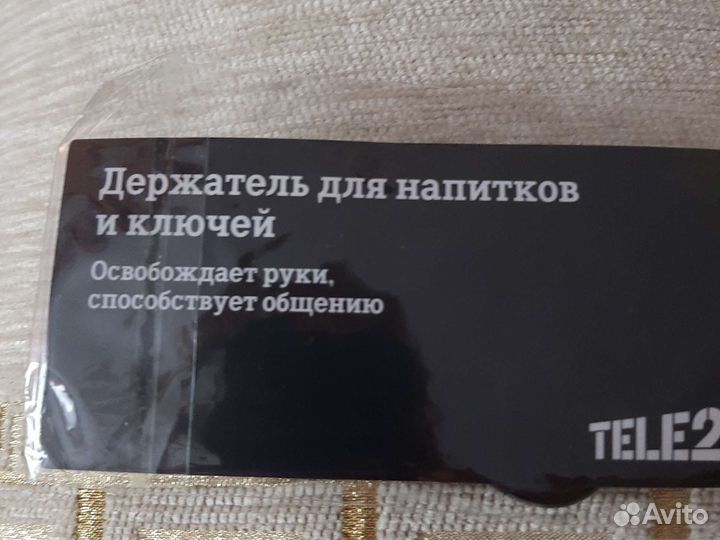 Держатель для напитков
и ключей
Освобождает руки,
способствует общению
TELE2
Avito